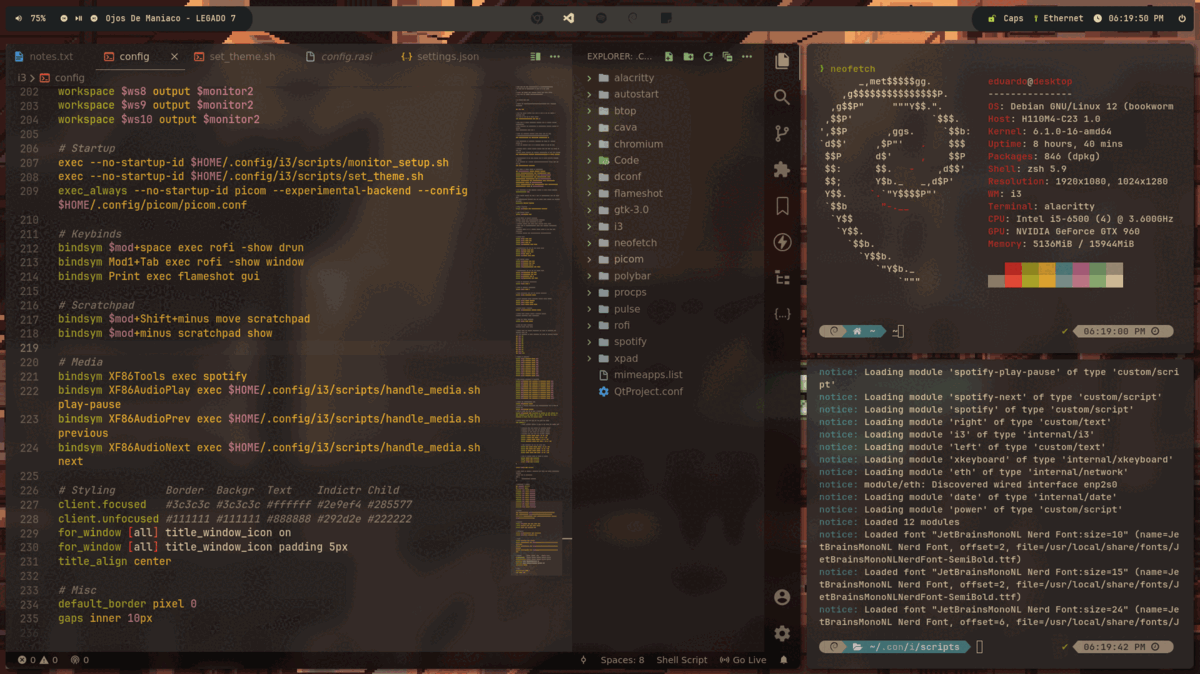 75% Ojos De Maniaco - LEGADO 7
Caps Ethernet 06:19:50 PM
notes.txt config set_theme.sh config.rasi settings.json
i3 > config
202 workspace $ws8 output $monitor2
203 workspace $ws9 output $monitor2
204 workspace $ws10 output $monitor2
205
206 # Startup
207 exec --no-startup-id $HOME/.config/i3/scripts/monitor_setup.sh
208 exec --no-startup-id $HOME/.config/i3/scripts/set_theme.sh
209 exec_always --no-startup-id picom --experimental-backend --config
$HOME/.config/picom/picom.conf
210
211 # Keybinds
212 bindsym $mod+space exec rofi -show drun
213 bindsym Mod1+Tab exec rofi -show window
214 bindsym Print exec flameshot gui
215
216 # Scratchpad
217 bindsym $mod+Shift+minus move scratchpad
218 bindsym $mod+minus scratchpad show
219
220 # Media
221 bindsym XF86Tools exec spotify
222 bindsym XF86AudioPlay exec $HOME/.config/i3/scripts/handle_media.sh
play-pause
223 bindsym XF86AudioPrev exec $HOME/.config/i3/scripts/handle_media.sh
previous
224 bindsym XF86AudioNext exec $HOME/.config/i3/scripts/handle_media.sh
next
225
226 # Styling Border Backgr Text Indictr Child
227 client.focused #3c3c3c #3c3c3c #ffffff #2e9ef4 #285577
228 client.unfocused #111111 #111111 #888888 #292d2e #222222
229 for_window [all] title_window_icon on
230 for_window [all] title_window_icon padding 5px
231 title_align center
232
233 # Misc
234 default_border pixel 0
235 gaps inner 10px
236
EXPLORER: .C...
alacritty
autostart
btop
cava
chromium
Code
dconf
flameshot
gtk-3.0
i3
neofetch
picom
polybar
procps
pulse
rofi
spotify
xpad
mimeapps.list
QtProject.conf
0 0 0 Spaces: 8 Shell Script Go Live
❯ neofetch
_,met$$$$$gg.
,g$$$$$$$$$$$$$$$P.
,g$$P" """Y$$.".
,$$P' `$$$.
',$$P ,ggs. `$$b:
`d$$' ,$P"' . $$$
$$P d$' , $$P
$$: $$. - ,d$$'
$$; Y$b._ _,d$P'
Y$$. `.`"Y$$$$P"'
`$$b "-.__
`Y$$
`Y$$.
`$$b.
`Y$$b.
`"Y$b._
`"""
eduardo@desktop
---------------
OS: Debian GNU/Linux 12 (bookworm
Host: H110M4-C23 1.0
Kernel: 6.1.0-16-amd64
Uptime: 8 hours, 40 mins
Packages: 846 (dpkg)
Shell: zsh 5.9
Resolution: 1920x1080, 1024x1280
WM: i3
Terminal: alacritty
CPU: Intel i5-6500 (4) @ 3.600GHz
GPU: NVIDIA GeForce GTX 960
Memory: 5136MiB / 15944MiB
~ 06:19:00 PM
notice: Loading module 'spotify-play-pause' of type 'custom/scri
pt'
notice: Loading module 'spotify-next' of type 'custom/script'
notice: Loading module 'spotify' of type 'custom/script'
notice: Loading module 'right' of type 'custom/text'
notice: Loading module 'i3' of type 'internal/i3'
notice: Loading module 'left' of type 'custom/text'
notice: Loading module 'xkeyboard' of type 'internal/xkeyboard'
notice: Loading module 'eth' of type 'internal/network'
notice: module/eth: Discovered wired interface enp2s0
notice: Loading module 'date' of type 'internal/date'
notice: Loading module 'power' of type 'custom/script'
notice: Loaded 12 modules
notice: Loaded font "JetBrainsMonoNL Nerd Font:size=10" (name=Je
tBrainsMonoNL Nerd Font, offset=2, file=/usr/local/share/fonts/J
etBrainsMonoNLNerdFont-SemiBold.ttf)
notice: Loaded font "JetBrainsMonoNL Nerd Font:size=15" (name=Je
tBrainsMonoNL Nerd Font, offset=2, file=/usr/local/share/fonts/J
etBrainsMonoNLNerdFont-SemiBold.ttf)
notice: Loaded font "JetBrainsMonoNL Nerd Font:size=24" (name=Je
tBrainsMonoNL Nerd Font, offset=6, file=/usr/local/share/fonts/J
~/.con/i/scripts 06:19:42 PM